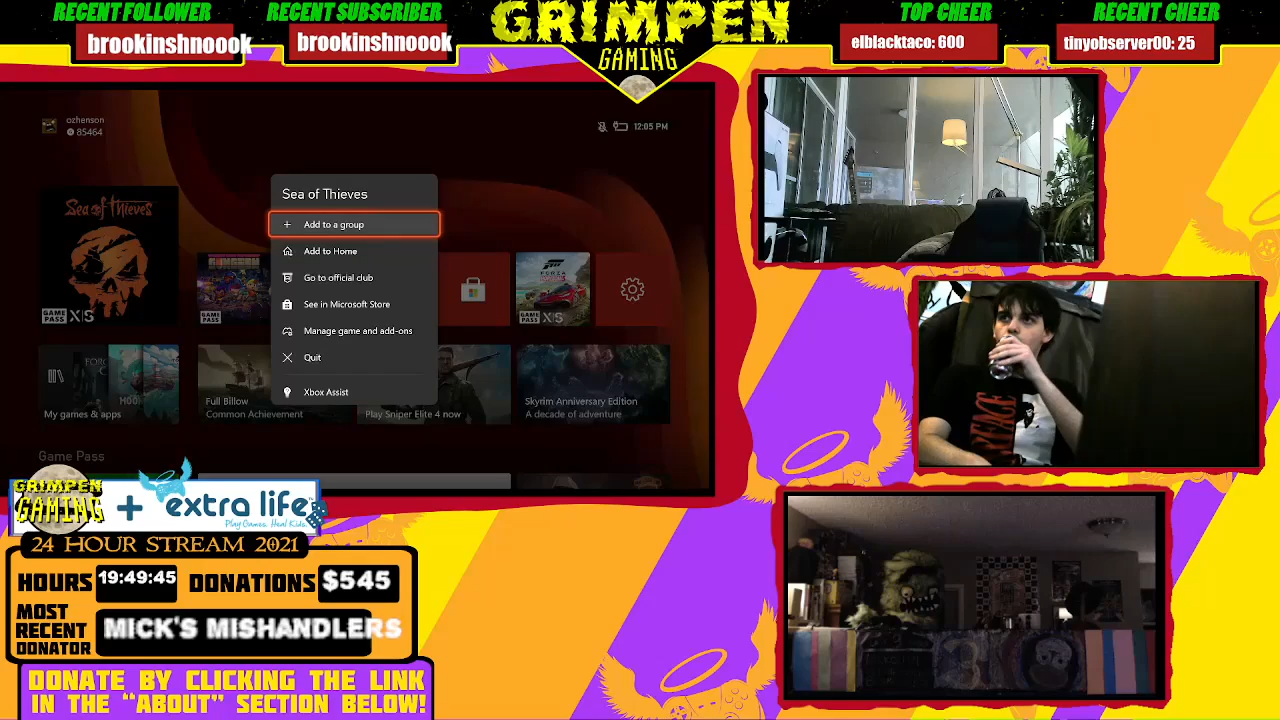 RECENT FOLLOWER
brookinshnoook
RECENT SUBSCRIBER
brookinshnoook
GRIMPEN
GAMING
TOP CHEER
elblacktaco: 600
RECENT CHEER
tinyobserver00: 25
ozhenson
85464
12:05 PM
Sea of Thieves
GAME PASS
X|S
GAME PASS
Sea of Thieves
Add to a group
Add to Home
Go to official club
See in Microsoft Store
Manage game and add-ons
Quit
Xbox Assist
GAME PASS
X|S
My games & apps
Full Billow
Common Achievement
Play Sniper Elite 4 now
Skyrim Anniversary Edition
A decade of adventure
Game Pass
GRIMPEN
GAMING
+
extra life
Play Games. Heal Kids.
24 HOUR STREAM 2021
HOURS 19:49:45 DONATIONS $545
MOST
RECENT
DONATOR
MICK'S MISHANDLERS
DONATE BY CLICKING THE LINK
IN THE "ABOUT" SECTION BELOW!